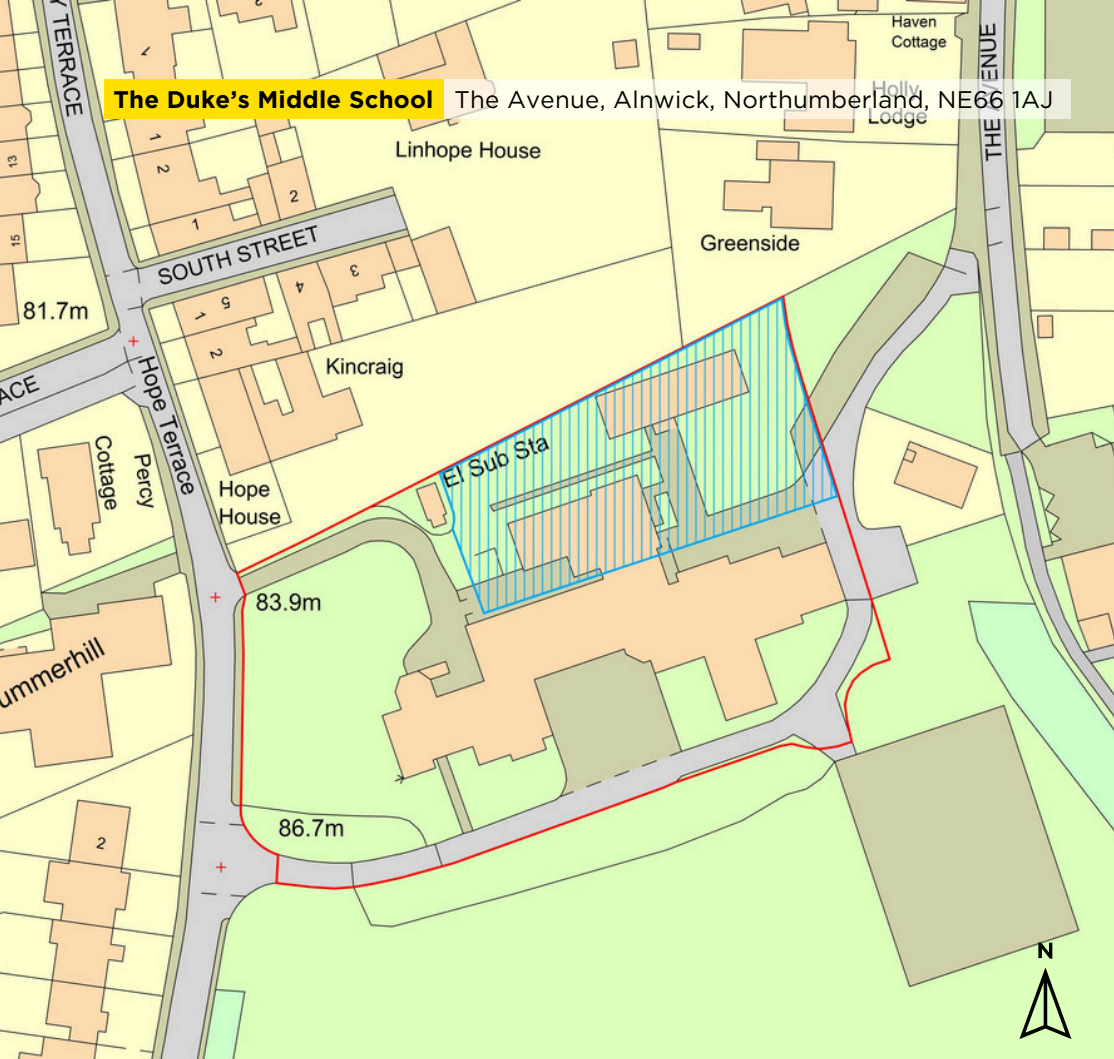 Y TERRACE
Haven
Cottage
THE AVENUE
The Duke's Middle School The Avenue, Alnwick, Northumberland, NE66 1AJ
Holly
Lodge
1
2
1
2
13
1
2
15
Linhope House
SOUTH STREET
Greenside
81.7m
5
4
3
1
2
Kincraig
ACE
Hope Terrace
Percy
Cottage
El Sub Sta
Hope
House
83.9m
ummerhill
86.7m
2
N